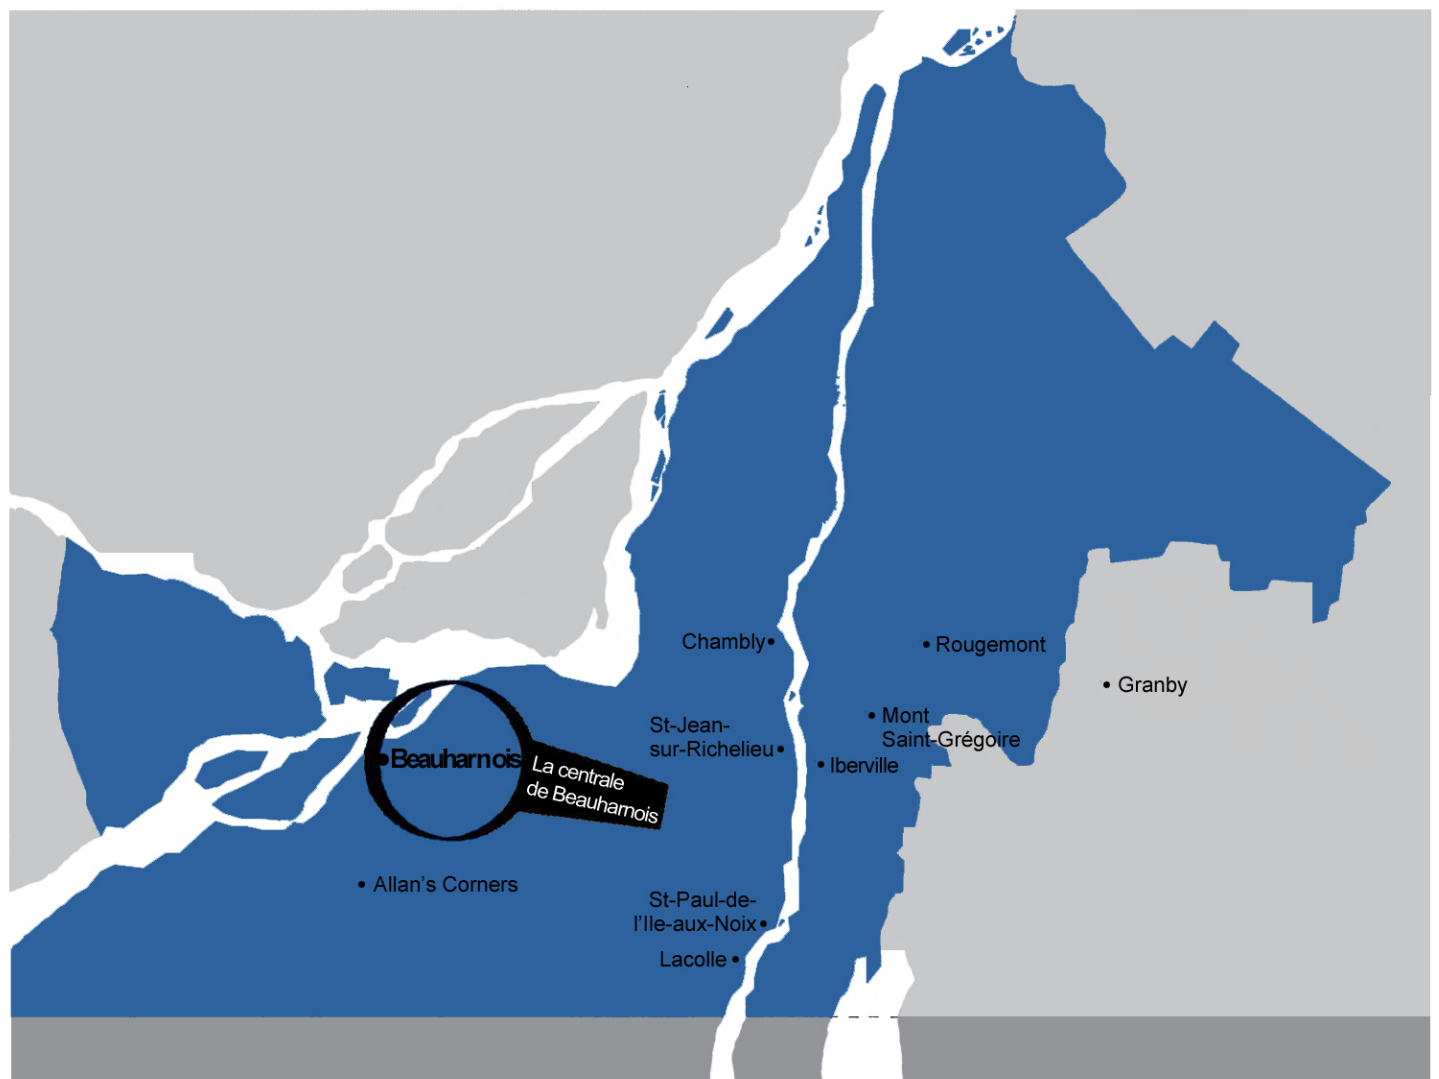 Chambly
Rougemont
Granby
St-Jean-
sur-Richelieu
Mont
Saint-Grégoire
Iberville
Beauharnois
La centrale
de Beauharnois
Allan's Corners
St-Paul-de-
l'Ile-aux-Noix
Lacolle